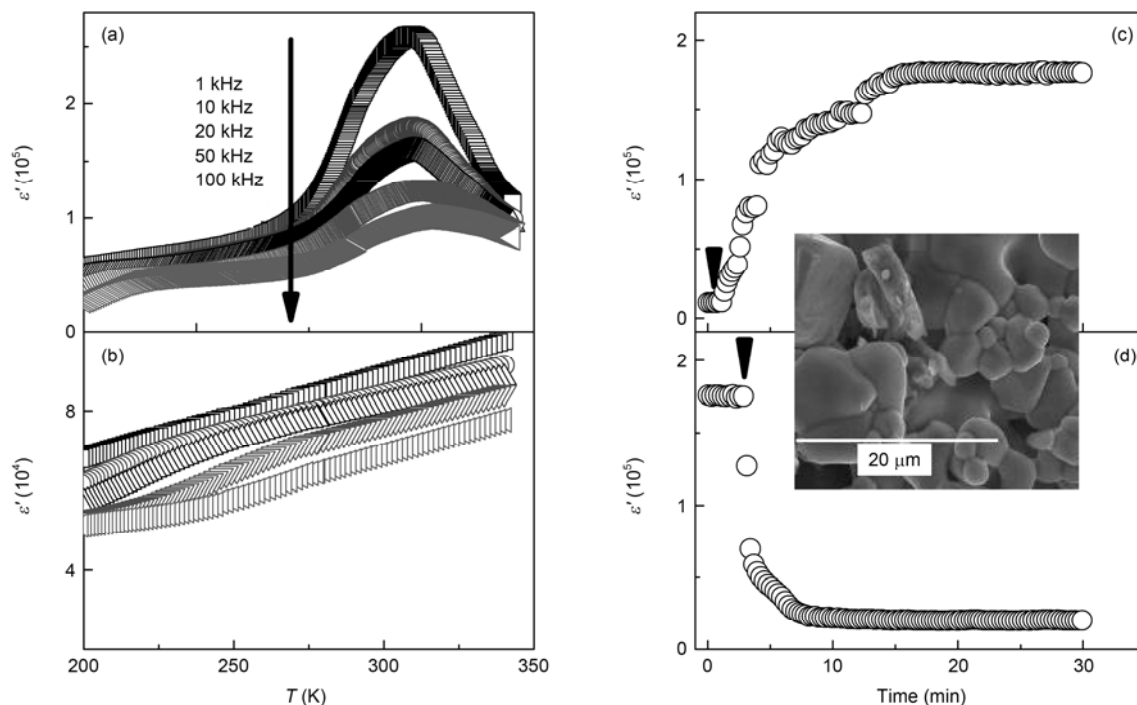 (a)
2
1
0
ε′ (10⁵)
1 kHz
10 kHz
20 kHz
50 kHz
100 kHz
(b)
8
4
ε′ (10⁴)
200 250 300 350
T (K)
(c)
2
1
0
ε′ (10⁵)
(d)
2
1
0
ε′ (10⁵)
20 μm
0 10 20 30
Time (min)